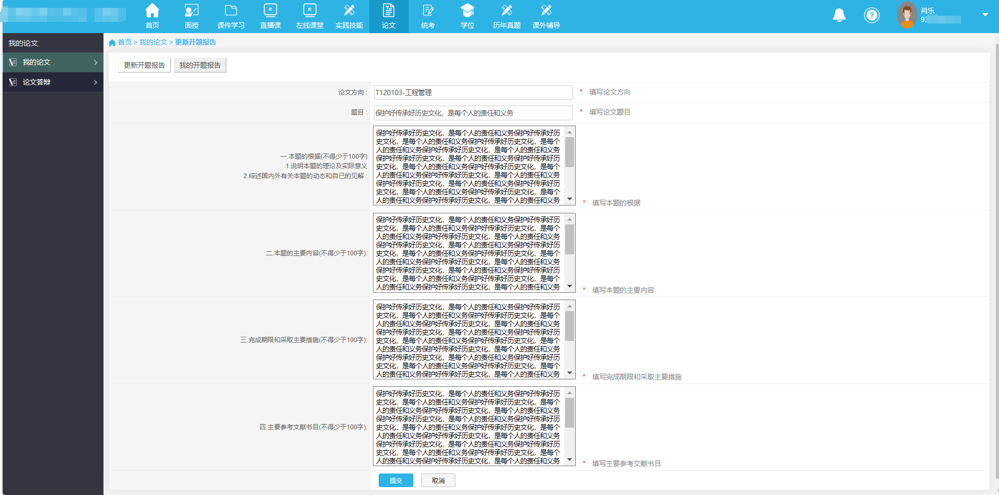 首页
面授
课件学习
直播课
在线课堂
实践技能
论文
统考
学位
历年真题
课外辅导
肖乐
93
我的论文
我的论文
论文答辩
首页 > 我的论文 > 更新开题报告
更新开题报告
我的开题报告
论文方向 :
T120103-工程管理
* 填写论文方向
题目 :
保护好传承好历史文化，是每个人的责任和义务
* 填写论文题目
一.本题的根据(不得少于100字)
1.说明本题的理论及实际意义
2.综述国内外有关本题的动态和自己的见解 :
保护好传承好历史文化，是每个人的责任和义务保护好传承好历
史文化，是每个人的责任和义务保护好传承好历史文化，是每个
人的责任和义务保护好传承好历史文化，是每个人的责任和义务
保护好传承好历史文化，是每个人的责任和义务保护好传承好历
史文化，是每个人的责任和义务保护好传承好历史文化，是每个
人的责任和义务保护好传承好历史文化，是每个人的责任和义务
保护好传承好历史文化，是每个人的责任和义务保护好传承好历
史文化，是每个人的责任和义务保护好传承好历史文化，是每个
人的责任和义务保护好传承好历史文化，是每个人的责任和义务
* 填写本题的根据
二.本题的主要内容(不得少于100字):
保护好传承好历史文化，是每个人的责任和义务保护好传承好历
史文化，是每个人的责任和义务保护好传承好历史文化，是每个
人的责任和义务保护好传承好历史文化，是每个人的责任和义务
保护好传承好历史文化，是每个人的责任和义务保护好传承好历
史文化，是每个人的责任和义务保护好传承好历史文化，是每个
人的责任和义务保护好传承好历史文化，是每个人的责任和义务
保护好传承好历史文化，是每个人的责任和义务保护好传承好历
史文化，是每个人的责任和义务保护好传承好历史文化，是每个
人的责任和义务保护好传承好历史文化，是每个人的责任和义务
* 填写本题的主要内容
三.完成期限和采取主要措施(不得少于100字):
保护好传承好历史文化，是每个人的责任和义务保护好传承好历
史文化，是每个人的责任和义务保护好传承好历史文化，是每个
人的责任和义务保护好传承好历史文化，是每个人的责任和义务
保护好传承好历史文化，是每个人的责任和义务保护好传承好历
史文化，是每个人的责任和义务保护好传承好历史文化，是每个
人的责任和义务保护好传承好历史文化，是每个人的责任和义务
保护好传承好历史文化，是每个人的责任和义务保护好传承好历
史文化，是每个人的责任和义务保护好传承好历史文化，是每个
人的责任和义务保护好传承好历史文化，是每个人的责任和义务
* 填写完成期限和采取主要措施
四.主要参考文献书目(不得少于100字):
保护好传承好历史文化，是每个人的责任和义务保护好传承好历
史文化，是每个人的责任和义务保护好传承好历史文化，是每个
人的责任和义务保护好传承好历史文化，是每个人的责任和义务
保护好传承好历史文化，是每个人的责任和义务保护好传承好历
史文化，是每个人的责任和义务保护好传承好历史文化，是每个
人的责任和义务保护好传承好历史文化，是每个人的责任和义务
保护好传承好历史文化，是每个人的责任和义务保护好传承好历
史文化，是每个人的责任和义务保护好传承好历史文化，是每个
人的责任和义务保护好传承好历史文化，是每个人的责任和义务
* 填写主要参考文献书目
提交
取消